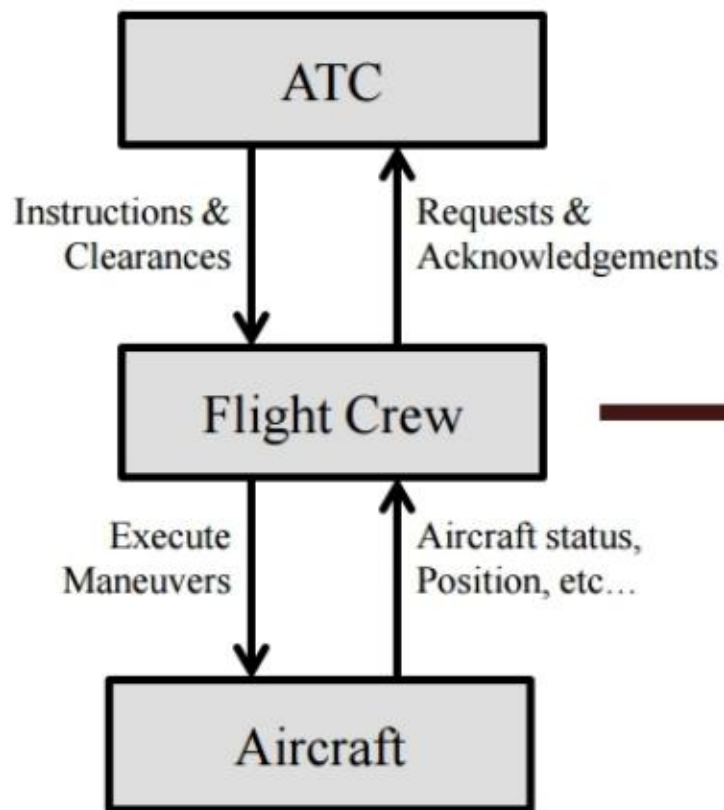 ATC
Instructions &
Clearances
Requests &
Acknowledgements
Flight Crew
Execute
Maneuvers
Aircraft status,
Position, etc…
Aircraft